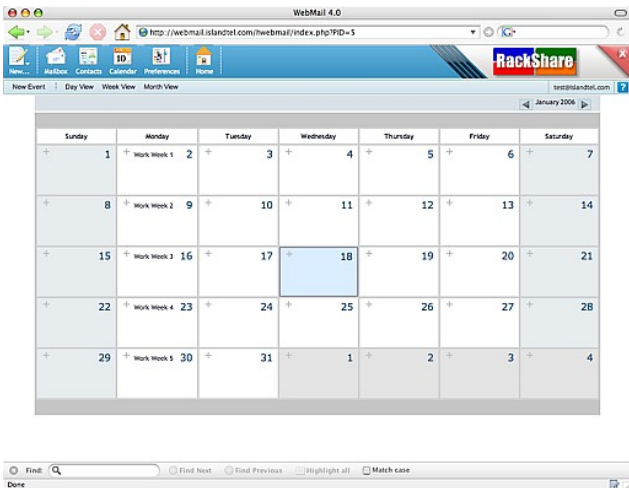 WebMail 4.0
http://webmail.islandtel.com/hwebmail/index.php?PID=5
G
10
New... Mailbox Contacts Calendar Preferences Home
RackShare
New Event Day View Week View Month View test@islandtel.com ?
January 2006
Sunday Monday Tuesday Wednesday Thursday Friday Saturday
+ 1 + Work Week 1 2 + 3 + 4 + 5 + 6 + 7
+ 8 + Work Week 2 9 + 10 + 11 + 12 + 13 + 14
+ 15 + Work Week 3 16 + 17 + 18 + 19 + 20 + 21
+ 22 + Work Week 4 23 + 24 + 25 + 26 + 27 + 28
+ 29 + Work Week 5 30 + 31 + 1 + 2 + 3 + 4
Find: Find Next Find Previous Highlight all Match case
Done